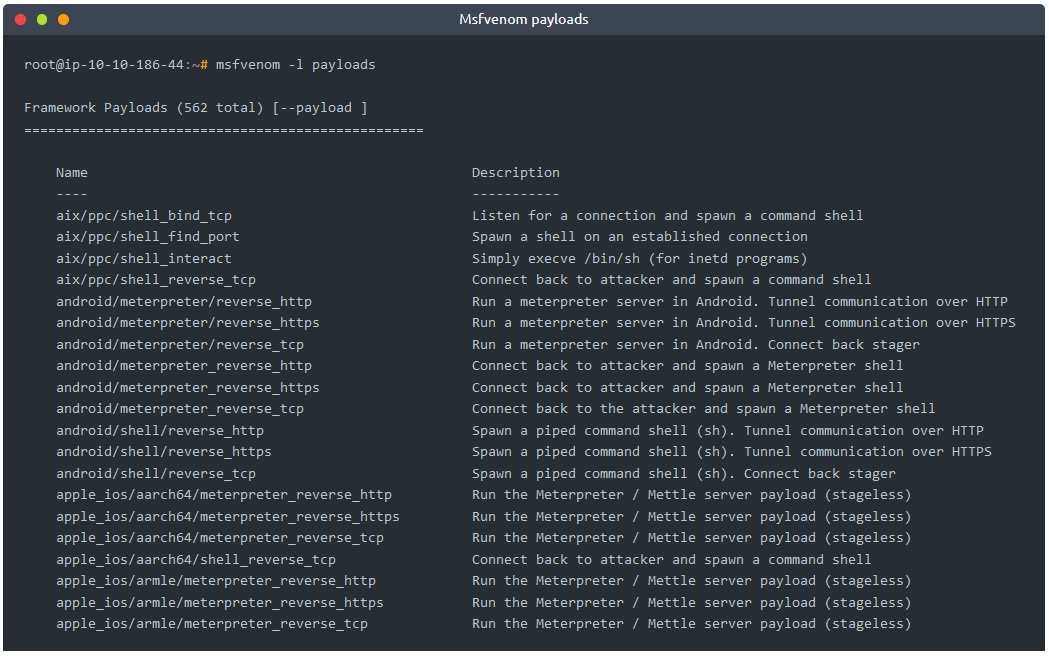 Msfvenom payloads
root@ip-10-10-186-44:~# msfvenom -l payloads
Framework Payloads (562 total) [--payload ]
==================================================
Name Description
---- -----------
aix/ppc/shell_bind_tcp Listen for a connection and spawn a command shell
aix/ppc/shell_find_port Spawn a shell on an established connection
aix/ppc/shell_interact Simply execve /bin/sh (for inetd programs)
aix/ppc/shell_reverse_tcp Connect back to attacker and spawn a command shell
android/meterpreter/reverse_http Run a meterpreter server in Android. Tunnel communication over HTTP
android/meterpreter/reverse_https Run a meterpreter server in Android. Tunnel communication over HTTPS
android/meterpreter/reverse_tcp Run a meterpreter server in Android. Connect back stager
android/meterpreter_reverse_http Connect back to attacker and spawn a Meterpreter shell
android/meterpreter_reverse_https Connect back to attacker and spawn a Meterpreter shell
android/meterpreter_reverse_tcp Connect back to the attacker and spawn a Meterpreter shell
android/shell/reverse_http Spawn a piped command shell (sh). Tunnel communication over HTTP
android/shell/reverse_https Spawn a piped command shell (sh). Tunnel communication over HTTPS
android/shell/reverse_tcp Spawn a piped command shell (sh). Connect back stager
apple_ios/aarch64/meterpreter_reverse_http Run the Meterpreter / Mettle server payload (stageless)
apple_ios/aarch64/meterpreter_reverse_https Run the Meterpreter / Mettle server payload (stageless)
apple_ios/aarch64/meterpreter_reverse_tcp Run the Meterpreter / Mettle server payload (stageless)
apple_ios/aarch64/shell_reverse_tcp Connect back to attacker and spawn a command shell
apple_ios/armle/meterpreter_reverse_http Run the Meterpreter / Mettle server payload (stageless)
apple_ios/armle/meterpreter_reverse_https Run the Meterpreter / Mettle server payload (stageless)
apple_ios/armle/meterpreter_reverse_tcp Run the Meterpreter / Mettle server payload (stageless)